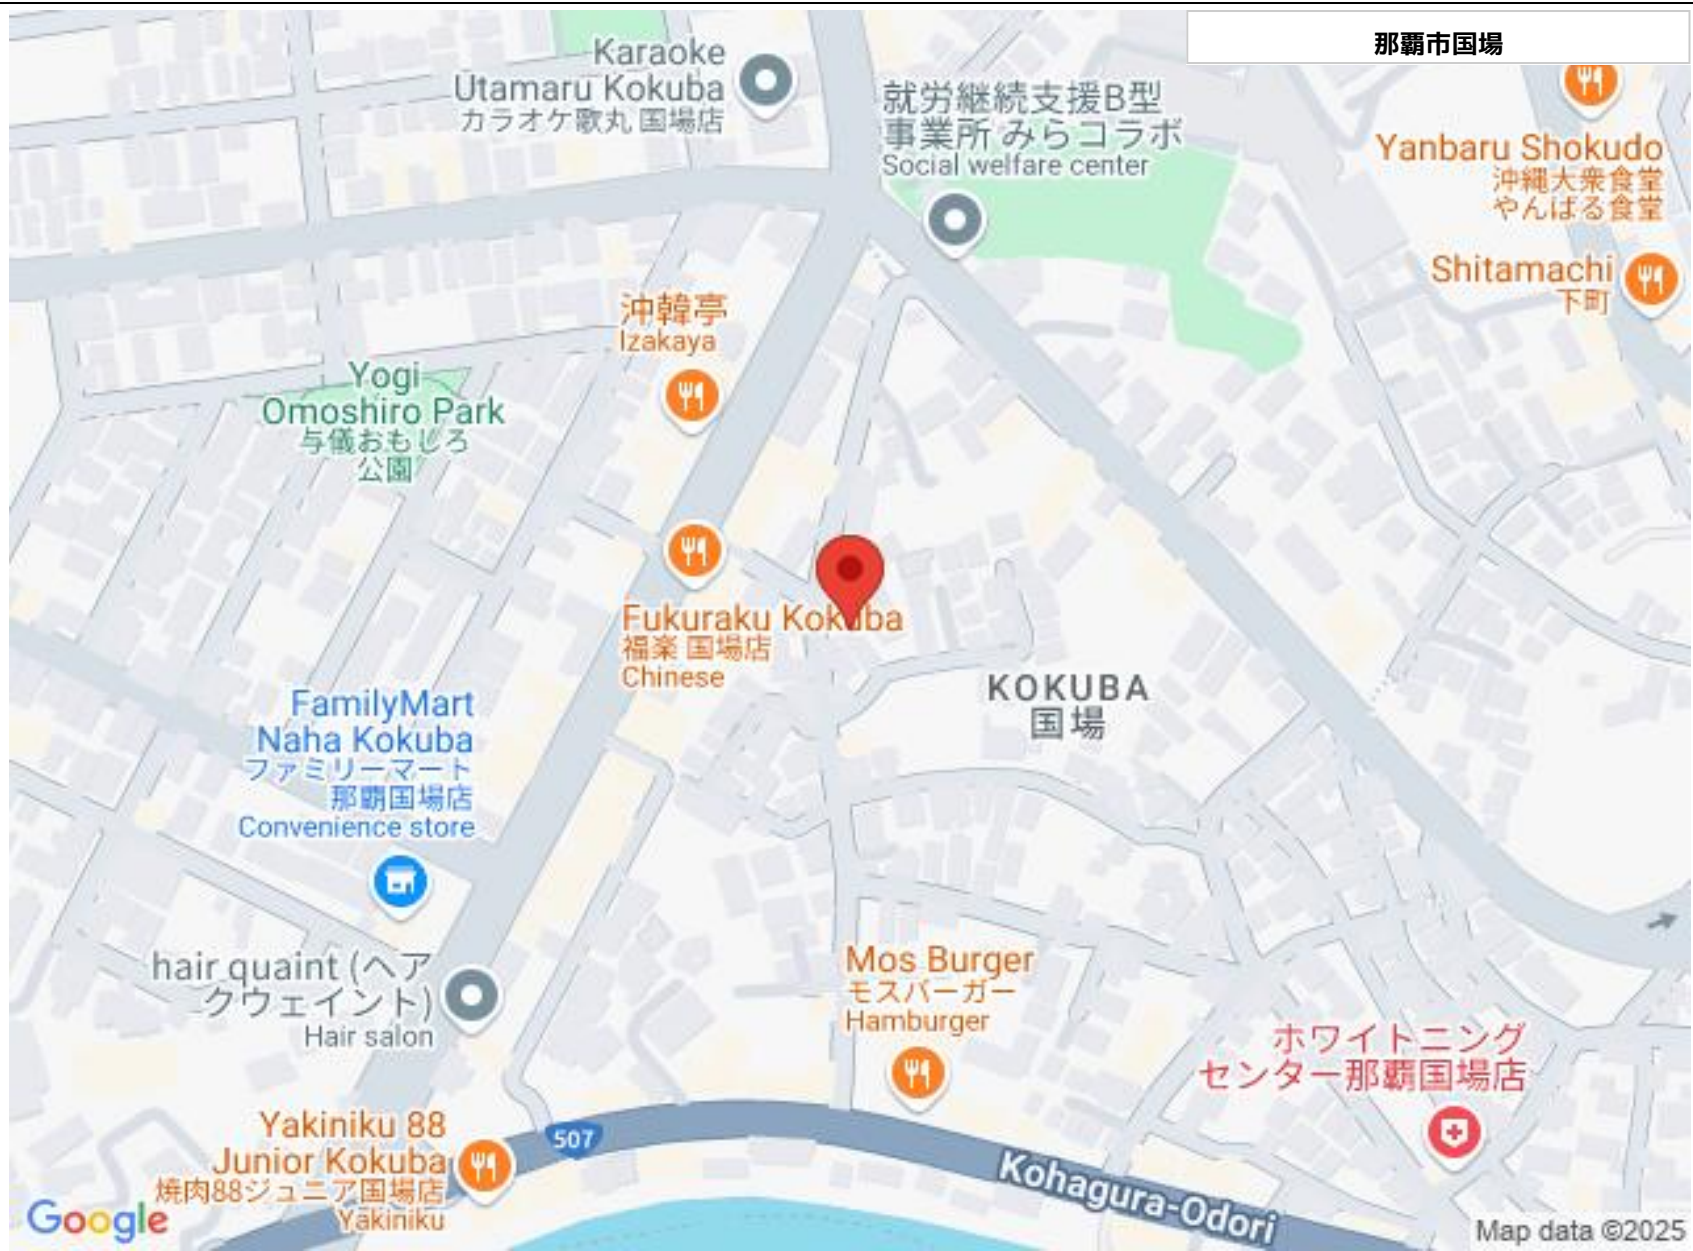 那覇市国場
Karaoke
Utamaru Kokuba
カラオケ歌丸 国場店
就労継続支援B型
事業所 みらコラボ
Social welfare center
Yanbaru Shokudo
沖縄大衆食堂
やんばる食堂
Shitamachi
下町
沖韓亭
Izakaya
Yogi
Omoshiro Park
与儀おもしろ
公園
Fukuraku Kokuba
福楽 国場店
Chinese
KOKUBA
国場
FamilyMart
Naha Kokuba
ファミリーマート
那覇国場店
Convenience store
hair quaint (ヘア
クウェイント)
Hair salon
Mos Burger
モスバーガー
Hamburger
ホワイトニング
センター那覇国場店
Yakiniku 88
Junior Kokuba
焼肉88ジュニア国場店
Yakiniku
507
Kohagura-Odori
Google
Map data ©2025